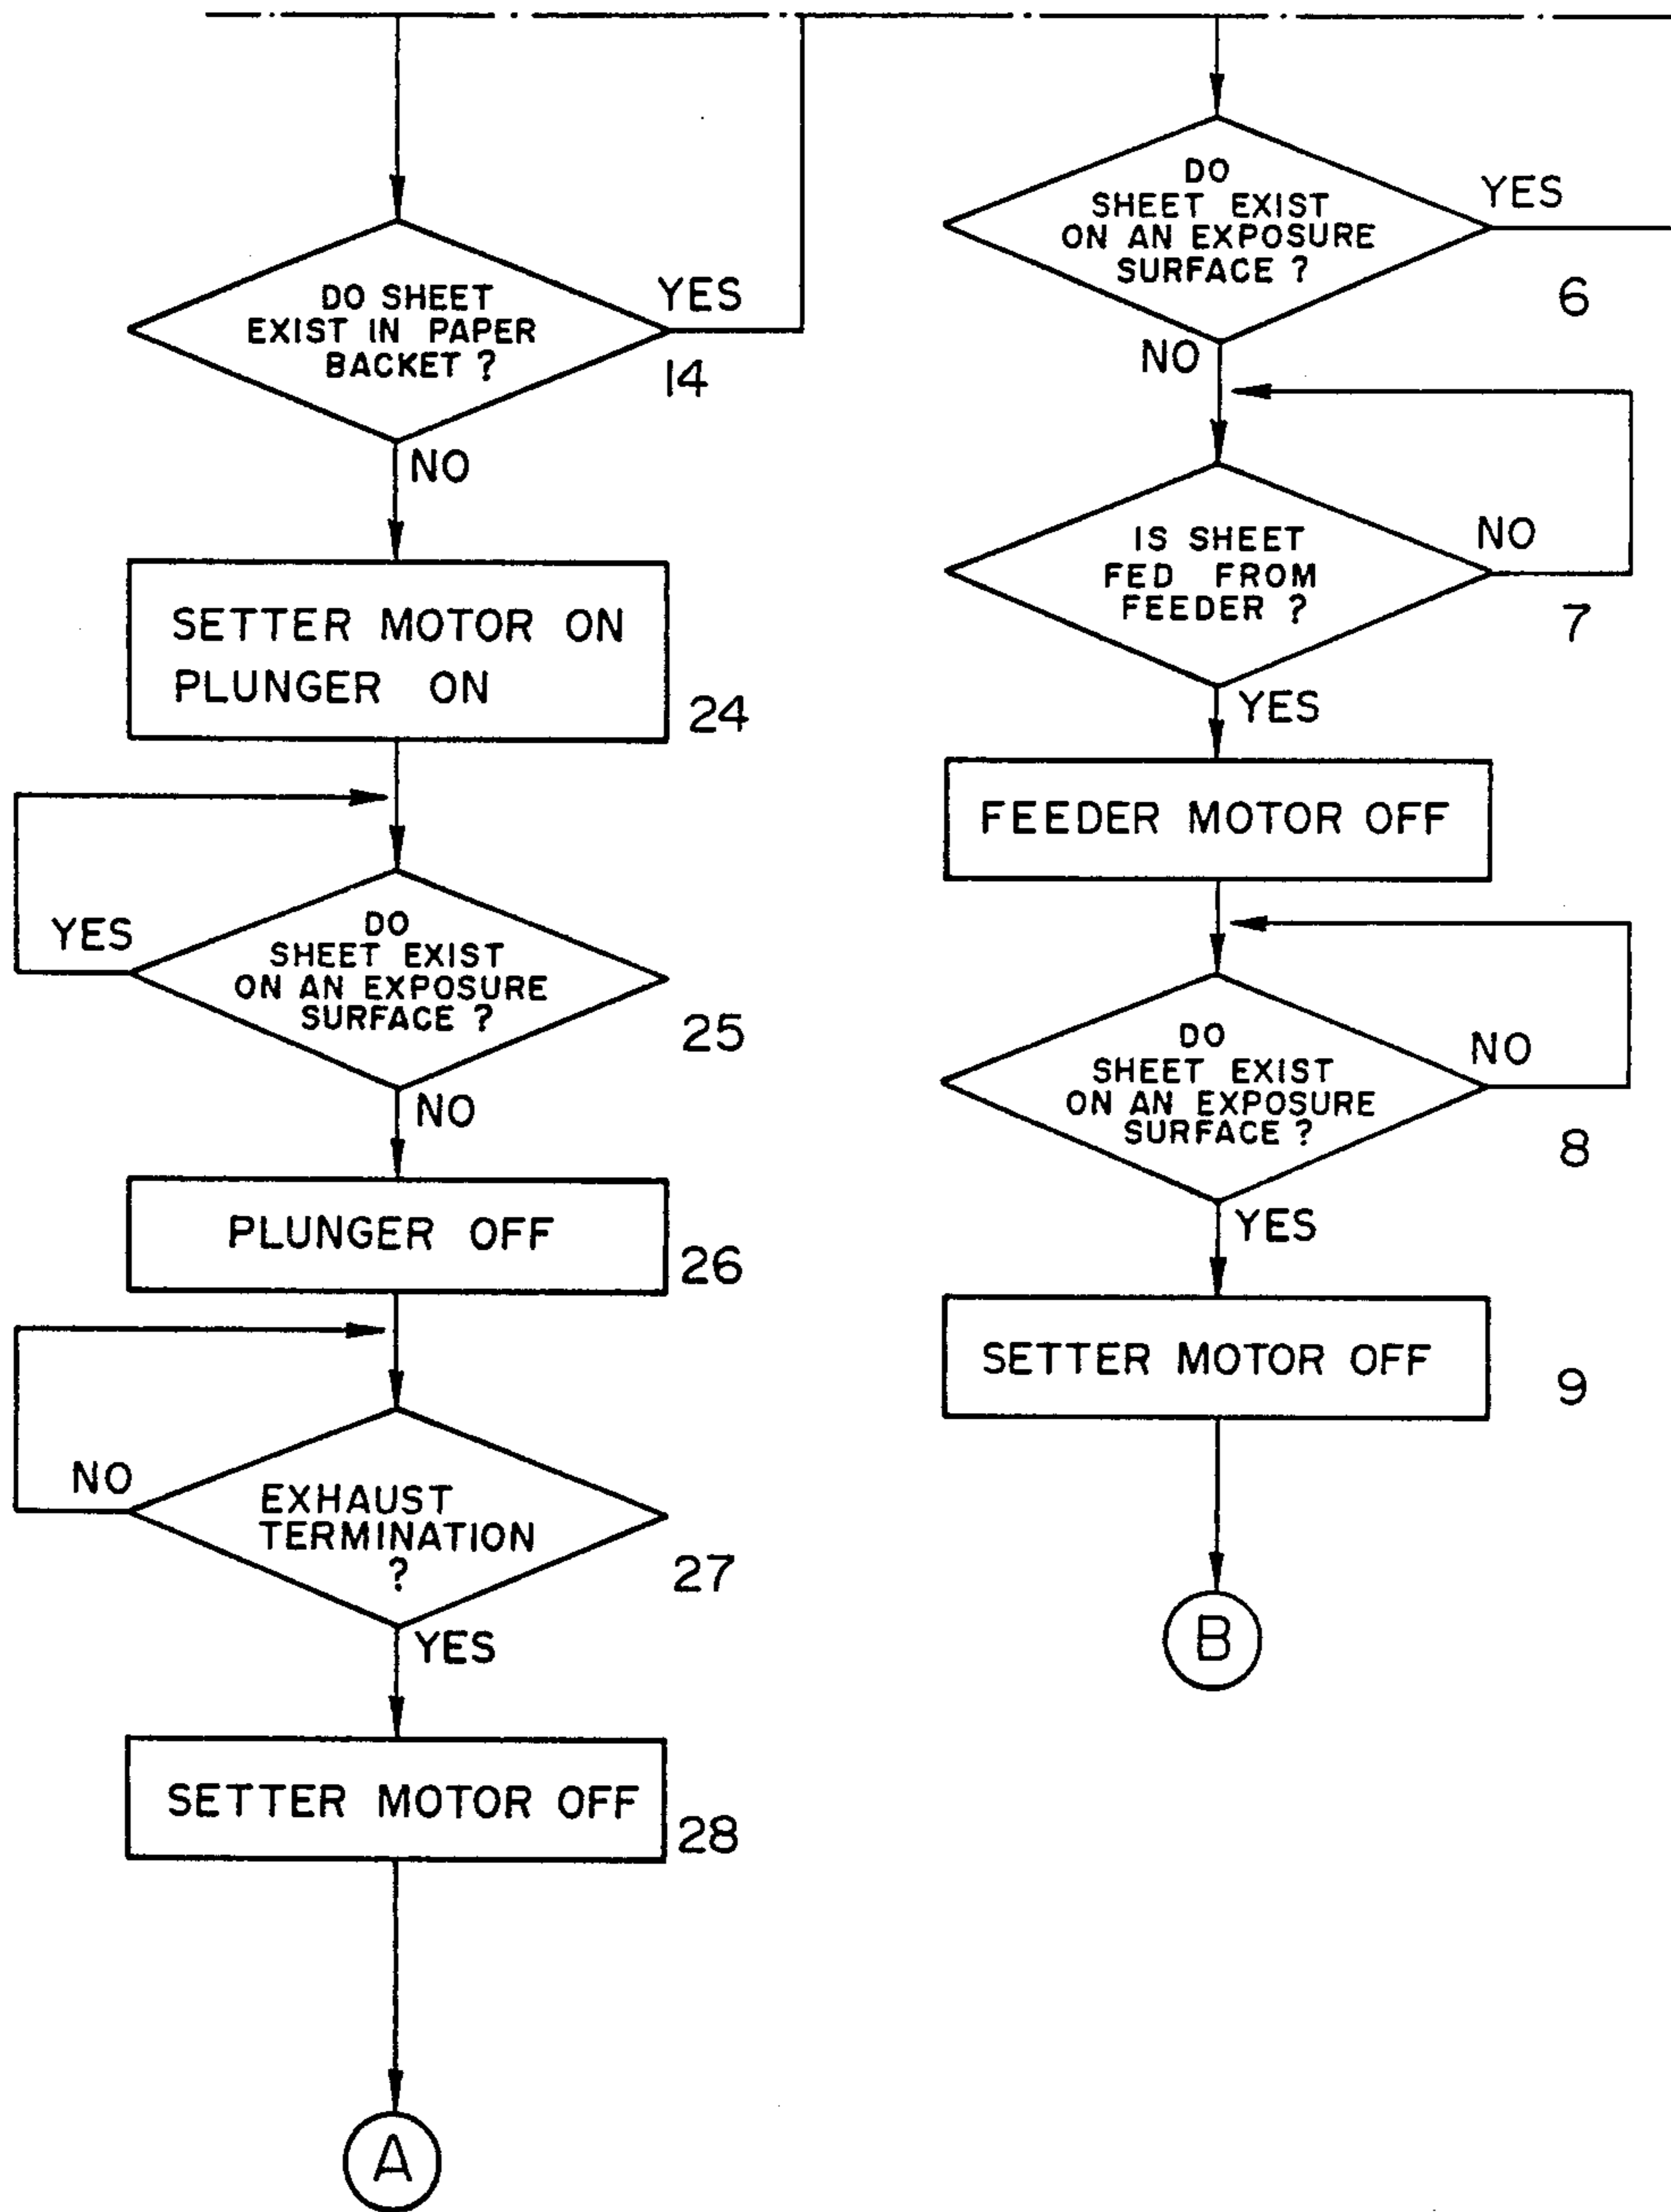 DO SHEET
EXIST IN PAPER
BACKET ?
YES
14
NO
SETTER MOTOR ON
PLUNGER ON
24
DO
SHEET EXIST
ON AN EXPOSURE
SURFACE ?
YES
25
NO
PLUNGER OFF
26
EXHAUST
TERMINATION
?
NO
27
YES
SETTER MOTOR OFF
28
A
DO
SHEET EXIST
ON AN EXPOSURE
SURFACE ?
YES
6
NO
IS SHEET
FED FROM
FEEDER ?
NO
7
YES
FEEDER MOTOR OFF
DO
SHEET EXIST
ON AN EXPOSURE
SURFACE ?
NO
8
YES
SETTER MOTOR OFF
9
B